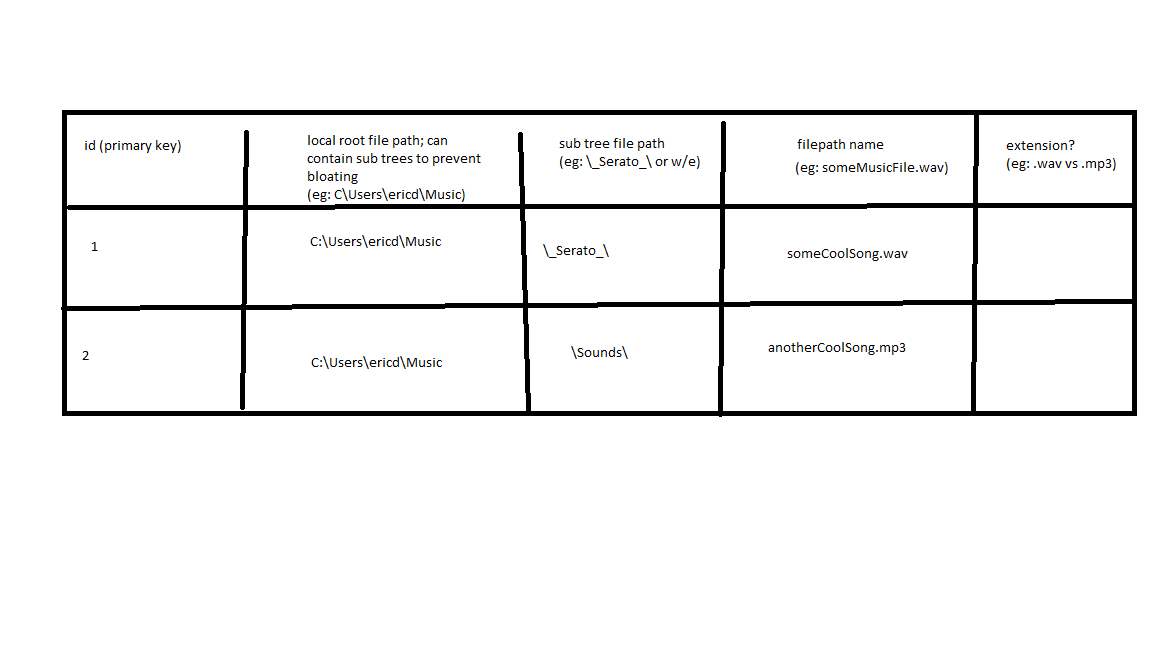 id (primary key)
local root file path; can
contain sub trees to prevent
bloating
(eg: C\Users\ericd\Music)
sub tree file path
(eg: \_Serato_\ or w/e)
filepath name
(eg: someMusicFile.wav)
extension?
(eg: .wav vs .mp3)
1
C:\Users\ericd\Music
\_Serato_\
someCoolSong.wav
2
C:\Users\ericd\Music
\Sounds\
anotherCoolSong.mp3